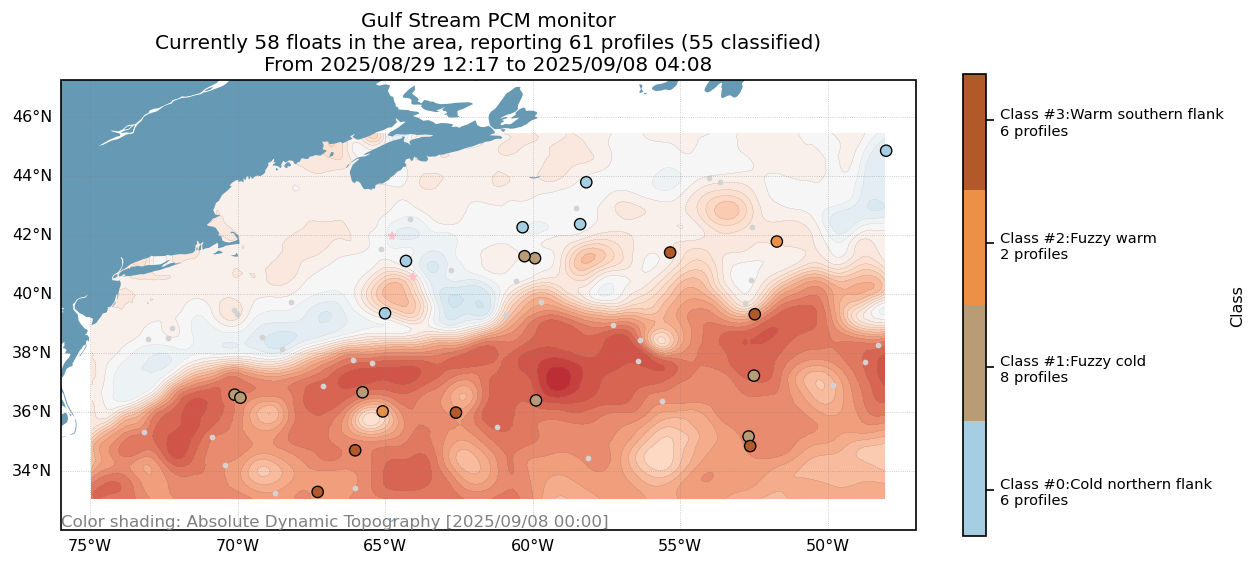 Gulf Stream PCM monitor
Currently 58 floats in the area, reporting 61 profiles (55 classified)
From 2025/08/29 12:17 to 2025/09/08 04:08
46°N
44°N
42°N
40°N
38°N
36°N
34°N
Color shading: Absolute Dynamic Topography [2025/09/08 00:00]
75°W
70°W
65°W
60°W
55°W
50°W
Class #3:Warm southern flank
6 profiles
Class #2:Fuzzy warm
2 profiles
Class #1:Fuzzy cold
8 profiles
Class #0:Cold northern flank
6 profiles
Class